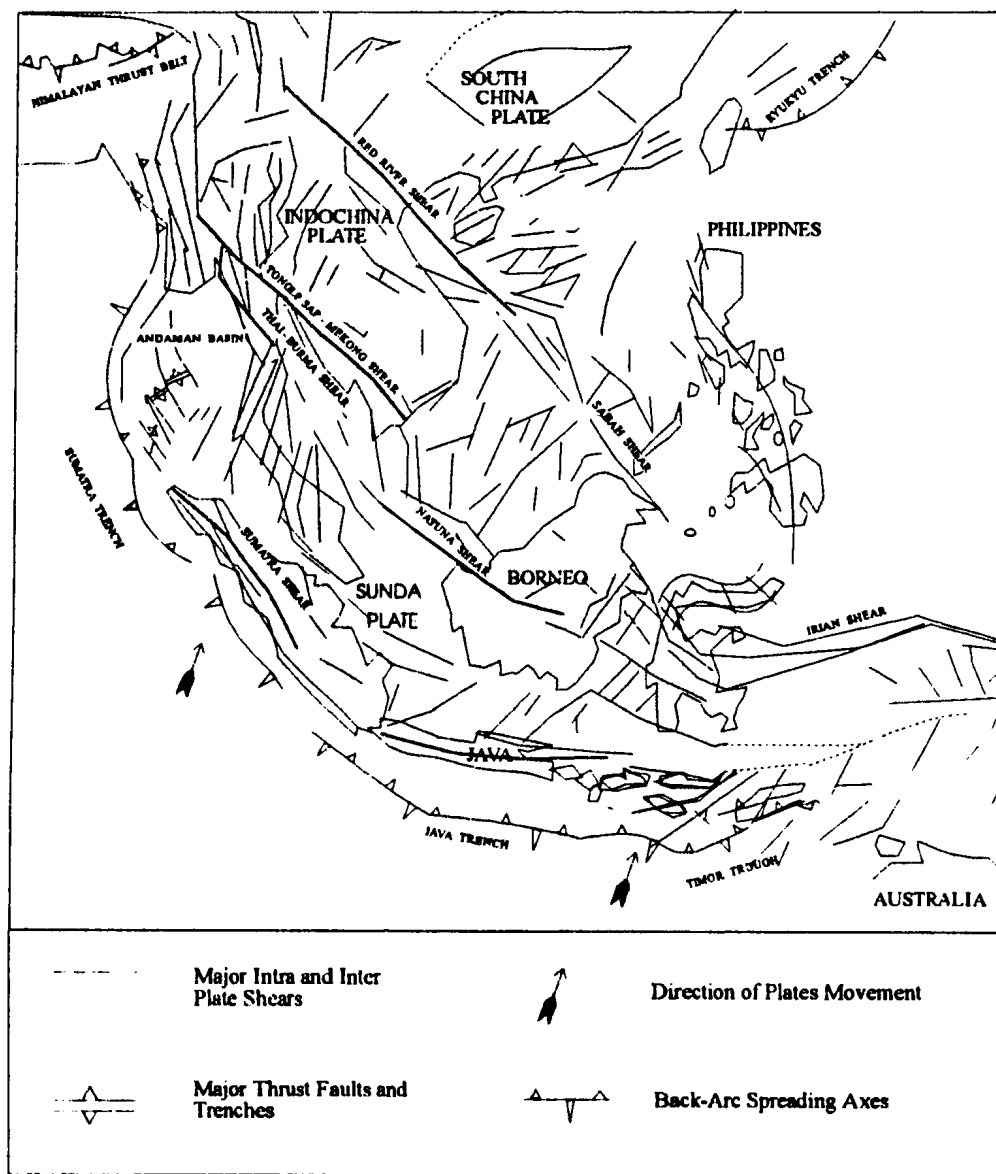 HIMALAYAN THRUST BELT
SOUTH
CHINA
PLATE
RYUKYU TRENCH
RED RIVER SHEAR
INDOCHINA
PLATE
PHILIPPINES
TONGLE SAP - MEKONG SHEAR
THAI - BURMA SHEAR
ANDAMAN BASIN
SABAH SHEAR
SUMATRA TRENCH
NATUNA SHEAR
SUMATRA SHEAR
BORNEO
SUNDA
PLATE
IRIAN SHEAR
JAVA
JAVA TRENCH
TIMOR TROUGH
AUSTRALIA
Major Intra and Inter
Plate Shears
Direction of Plates Movement
Major Thrust Faults and
Trenches
Back-Arc Spreading Axes